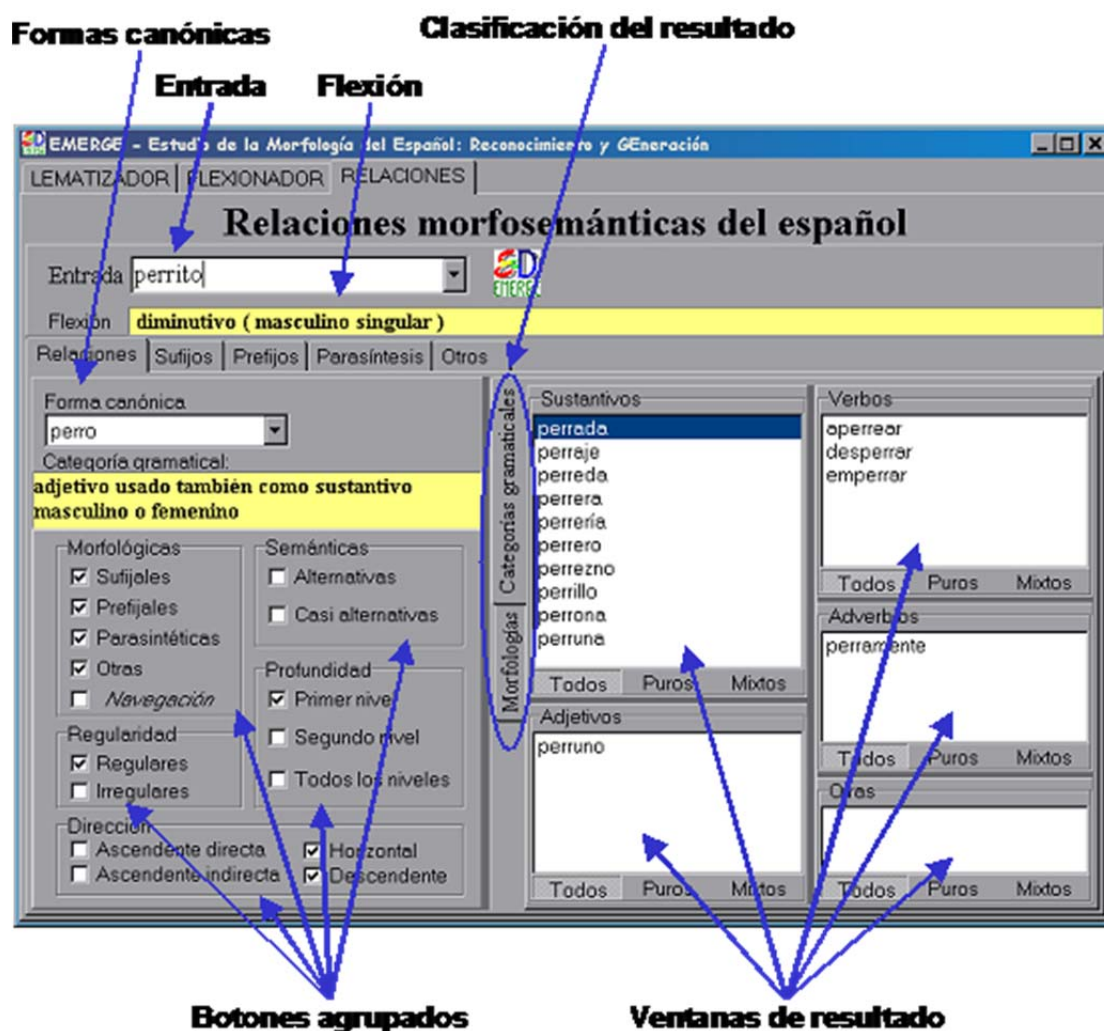 Formas canónicas
Clasificación del resultado
Entrada
Flexión
EMERGE - Estudio de la Morfología del Español: Reconocimiento y GEneración
LEMATIZADOR FLEXIONADOR RELACIONES
Relaciones morfosemánticas del español
Entrada perrito
EMERGE
Flexión diminutivo ( masculino singular )
Relaciones Sufijos Prefijos Parasíntesis Otros
Forma canónica
perro
Categoría gramatical:
adjetivo usado también como sustantivo
masculino o femenino
Morfológicas
Sufijales
Prefijales
Parasintéticas
Otras
Navegación
Semánticas
Alternativas
Casi alternativas
Regularidad
Regulares
Irregulares
Profundidad
Primer nivel
Segundo nivel
Todos los niveles
Dirección
Ascendente directa
Horizontal
Ascendente indirecta
Descendente
Categorías gramaticales
Morfologías
Sustantivos
perrada
perraje
perreda
perrera
perrería
perrero
perrezno
perrillo
perrona
perruna
Todos Puros Mixtos
Adjetivos
perruno
Todos Puros Mixtos
Verbos
aperrear
desperrar
emperrar
Todos Puros Mixtos
Adverbios
perramente
Todos Puros Mixtos
Otras
Todos Puros Mixtos
Botones agrupados
Ventanas de resultado